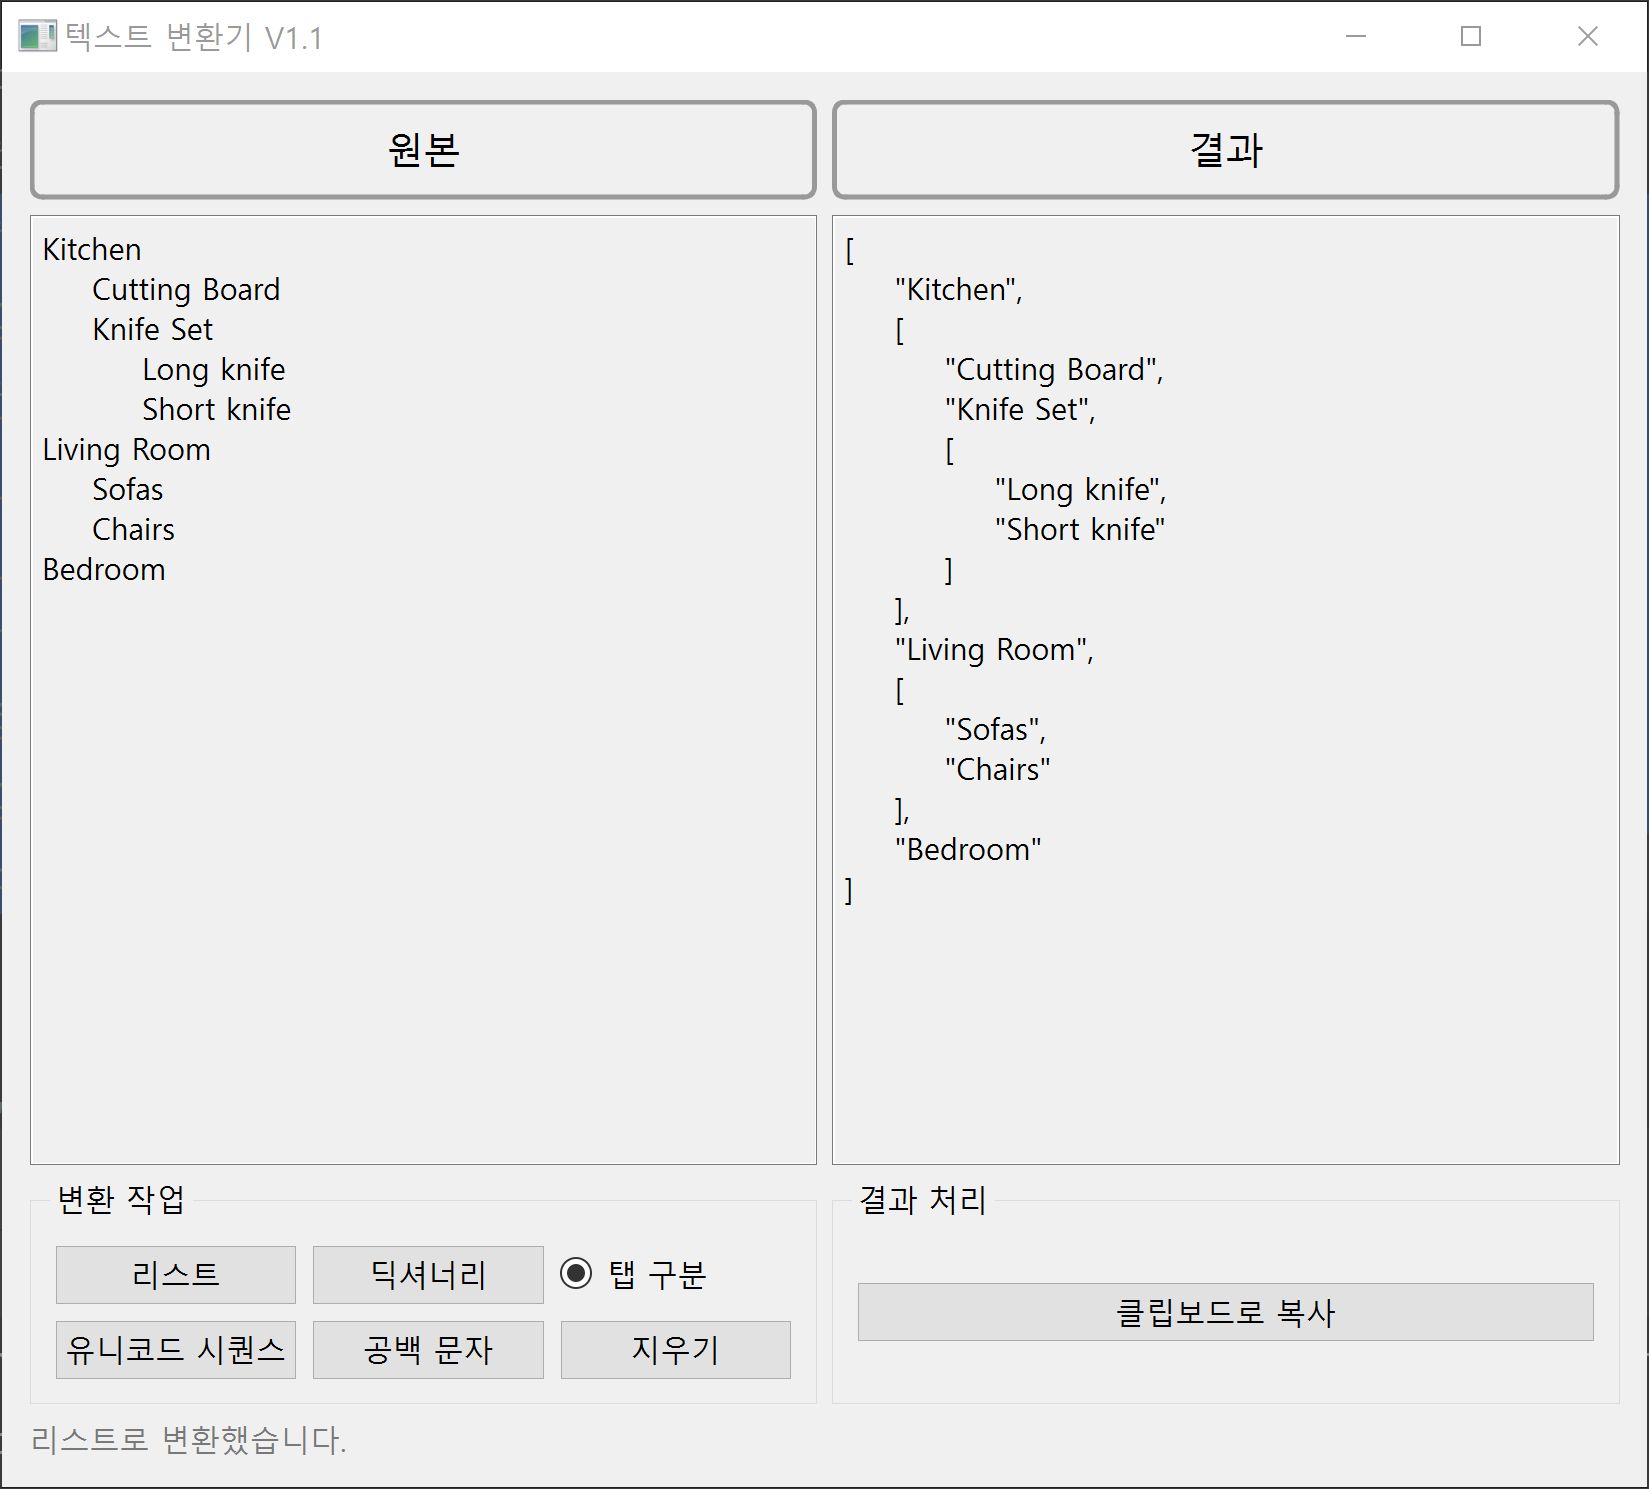 텍스트 변환기 V1.1
원본
Kitchen
Cutting Board
Knife Set
Long knife
Short knife
Living Room
Sofas
Chairs
Bedroom
결과
[
"Kitchen",
[
"Cutting Board",
"Knife Set",
[
"Long knife",
"Short knife"
]
],
"Living Room",
[
"Sofas",
"Chairs"
],
"Bedroom"
]
변환 작업
리스트
딕셔너리
탭 구분
유니코드 시퀀스
공백 문자
지우기
결과 처리
클립보드로 복사
리스트로 변환했습니다.